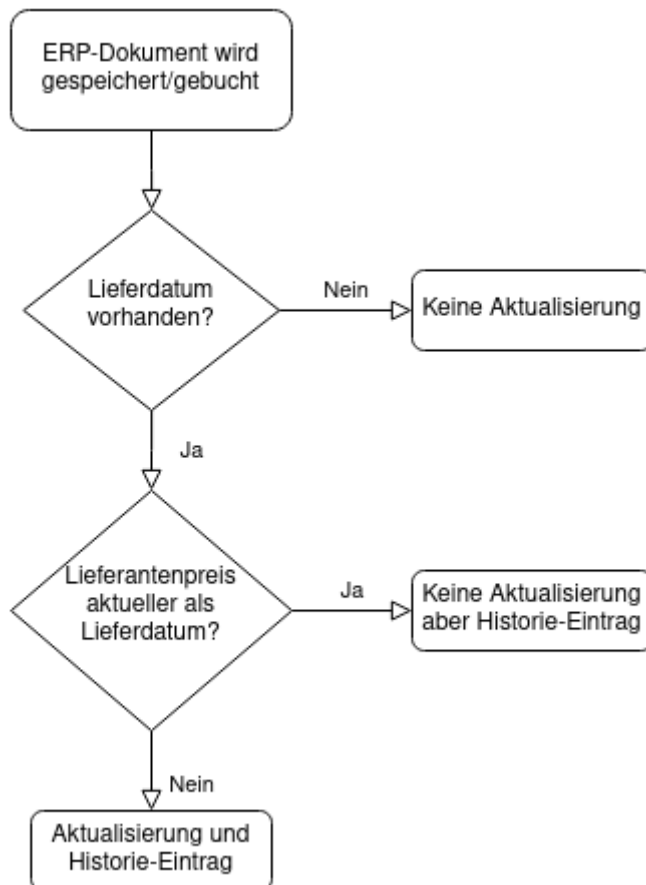 ERP-Dokument wird
gespeichert/gebucht
Lieferdatum
vorhanden?
Nein
Keine Aktualisierung
Ja
Lieferantenpreis
aktueller als
Lieferdatum?
Ja
Keine Aktualisierung
aber Historie-Eintrag
Nein
Aktualisierung und
Historie-Eintrag